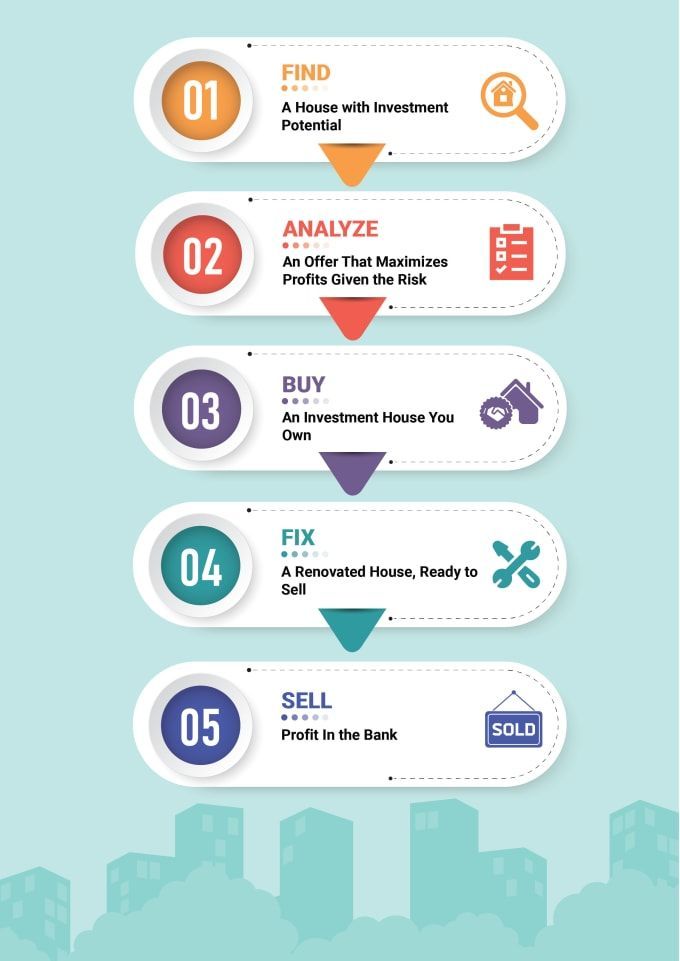 01
FIND
A House with Investment
Potential
02
ANALYZE
An Offer That Maximizes
Profits Given the Risk
03
BUY
An Investment House You
Own
04
FIX
A Renovated House, Ready to
Sell
05
SELL
Profit In the Bank
SOLD